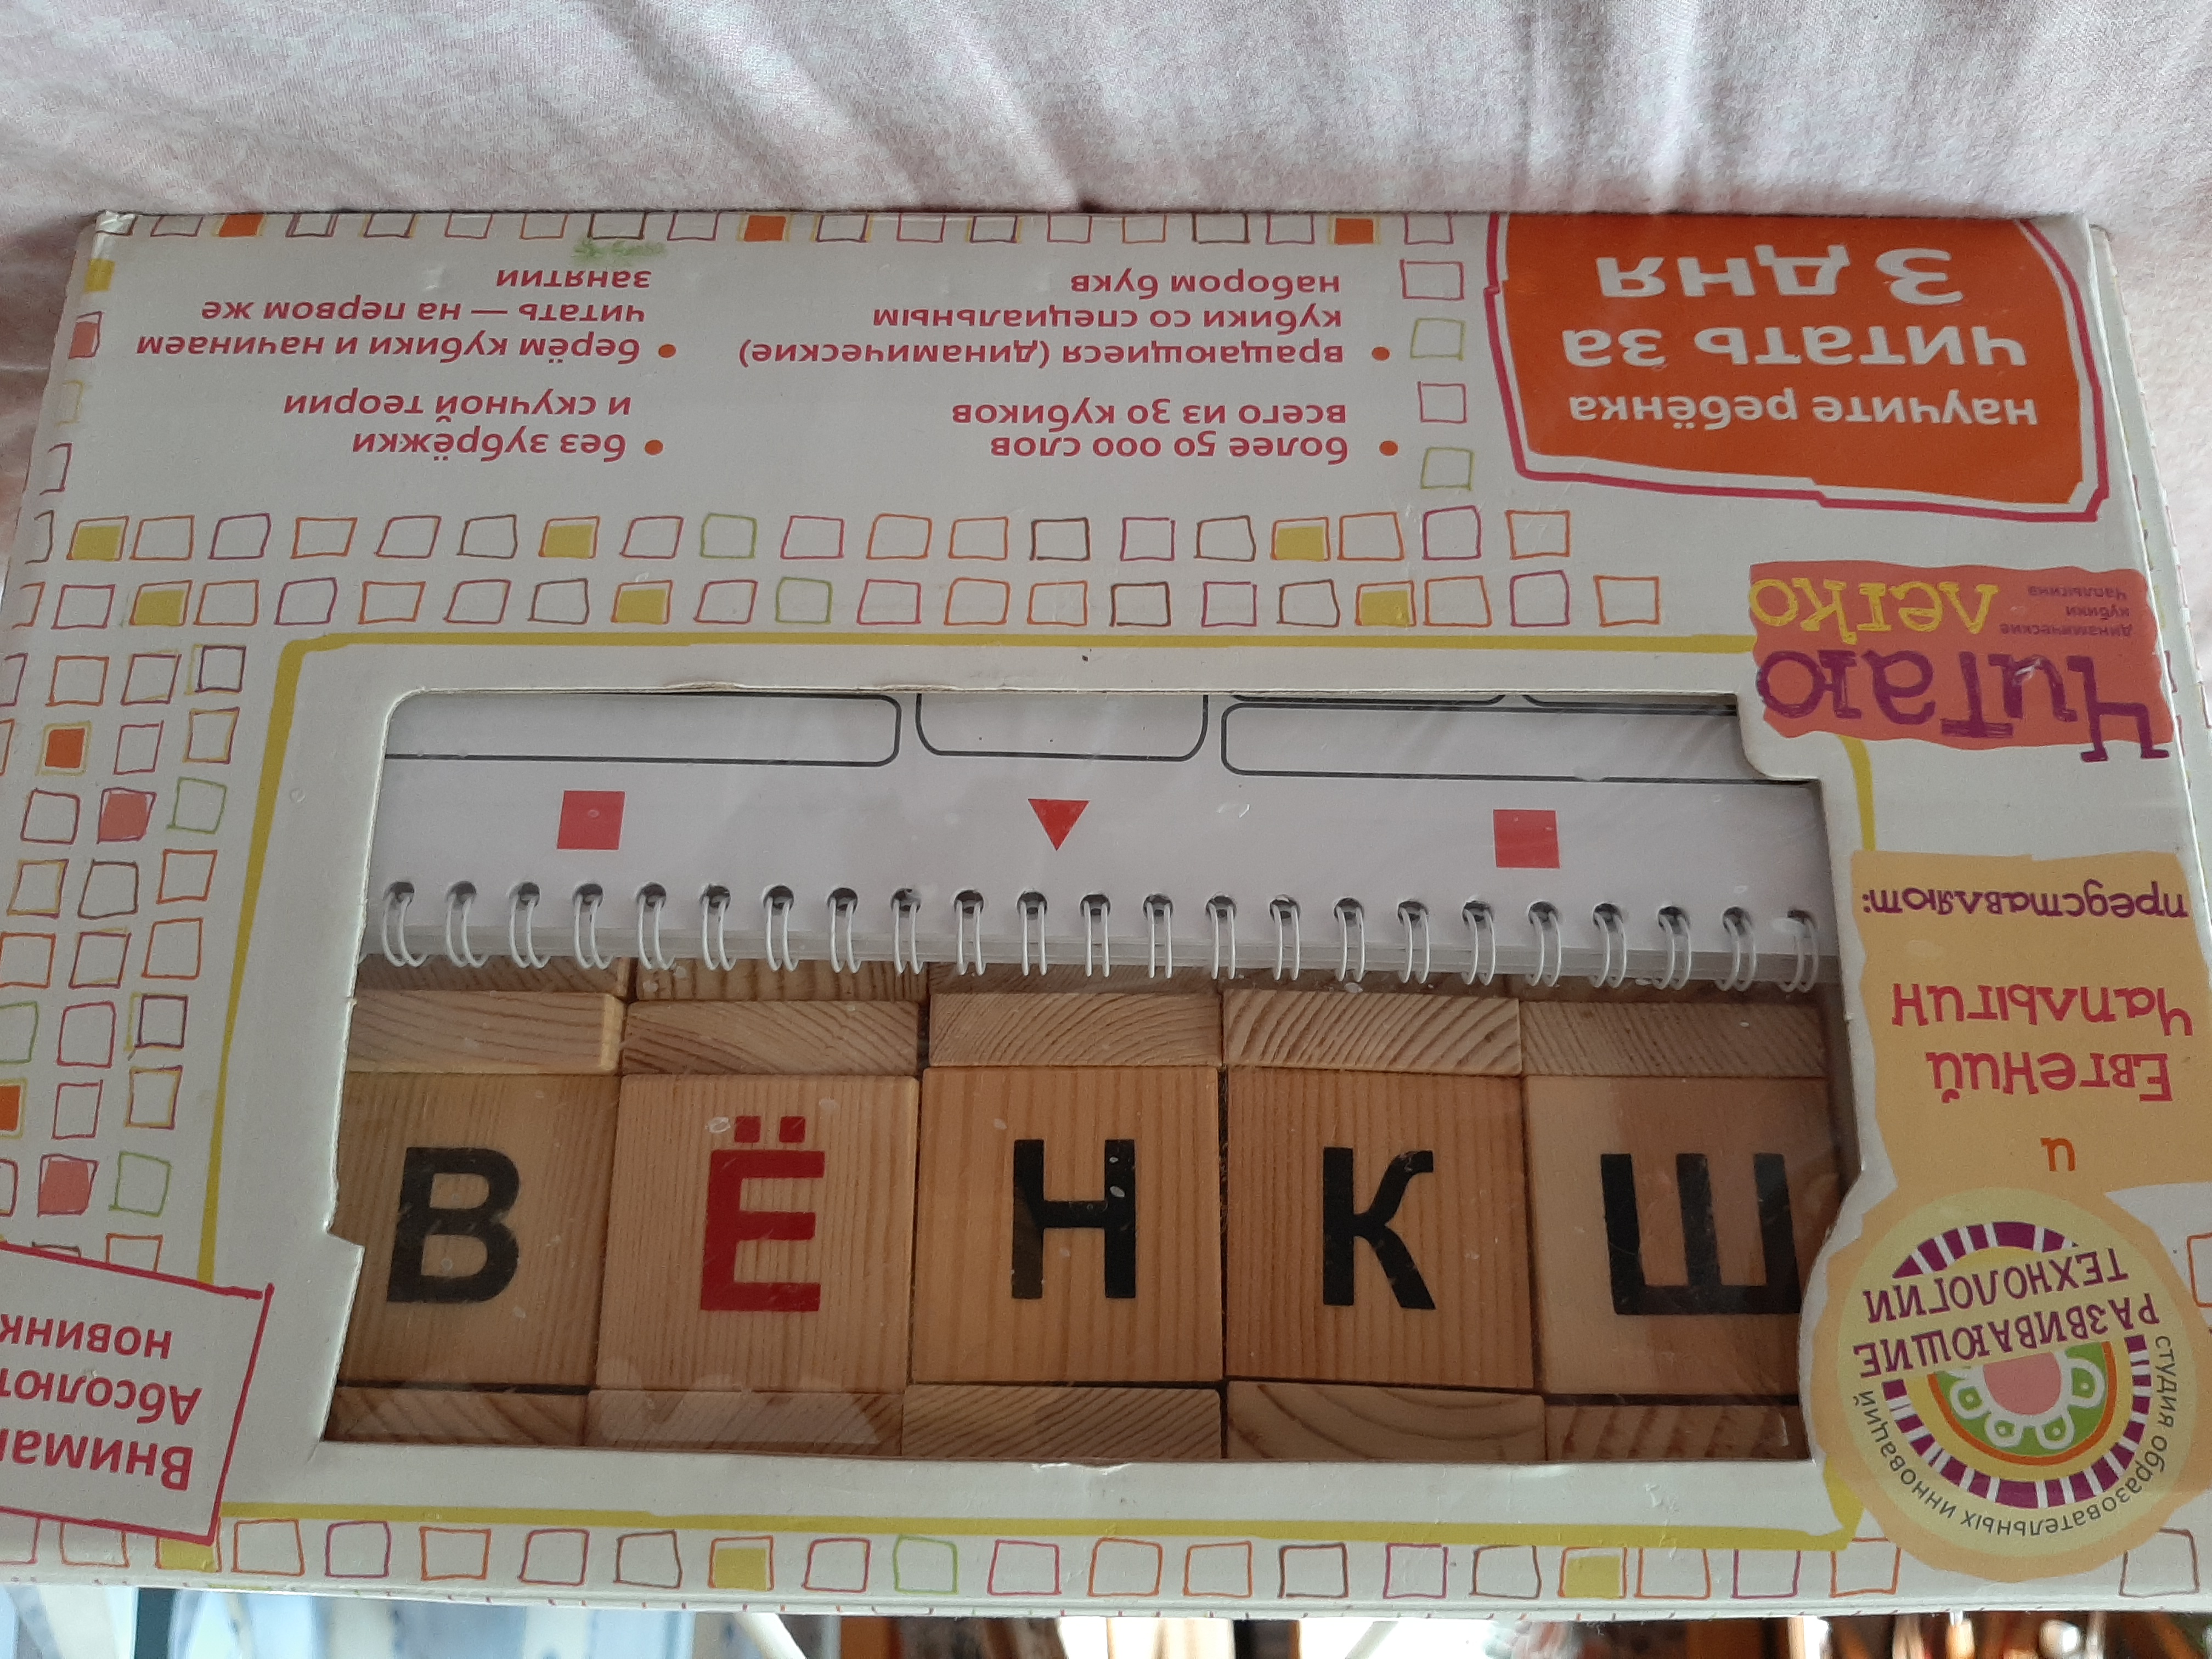 студия образовательных инноваций
РАЗВИВАЮЩИЕ
ТЕХНОЛОГИИ
и
Евгений
Чаплыгин
представляют:
Читаю
легко
динамические
кубики
Чаплыгина
научите ребёнка
читать за
3 дня
• более 50 000 слов
всего из 30 кубиков
• вращающиеся (динамические)
кубики со специальным
набором букв
• без зубрёжки
и скучной теории
• берём кубики и начинаем
читать — на первом же
занятии
В Ё Н К Ш